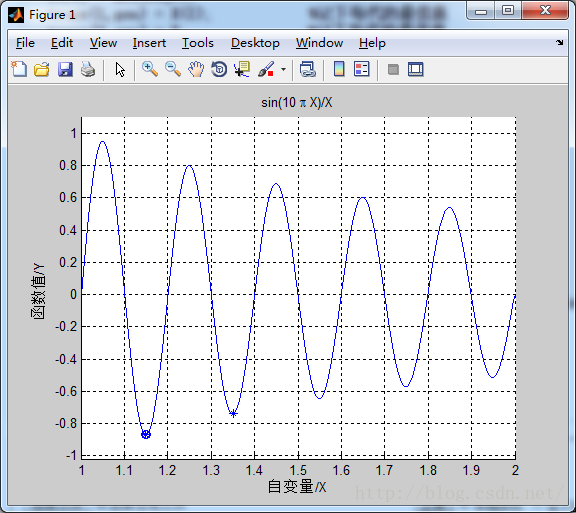 Figure 1
File Edit View Insert Tools Desktop Window Help
sin(10 π X)/X
1
0.8
0.6
0.4
0.2
0
-0.2
-0.4
-0.6
-0.8
-1
函数值/Y
1 1.1 1.2 1.3 1.4 1.5 1.6 1.7 1.8 1.9 2
自变量/X
http://blog.csdn.net/